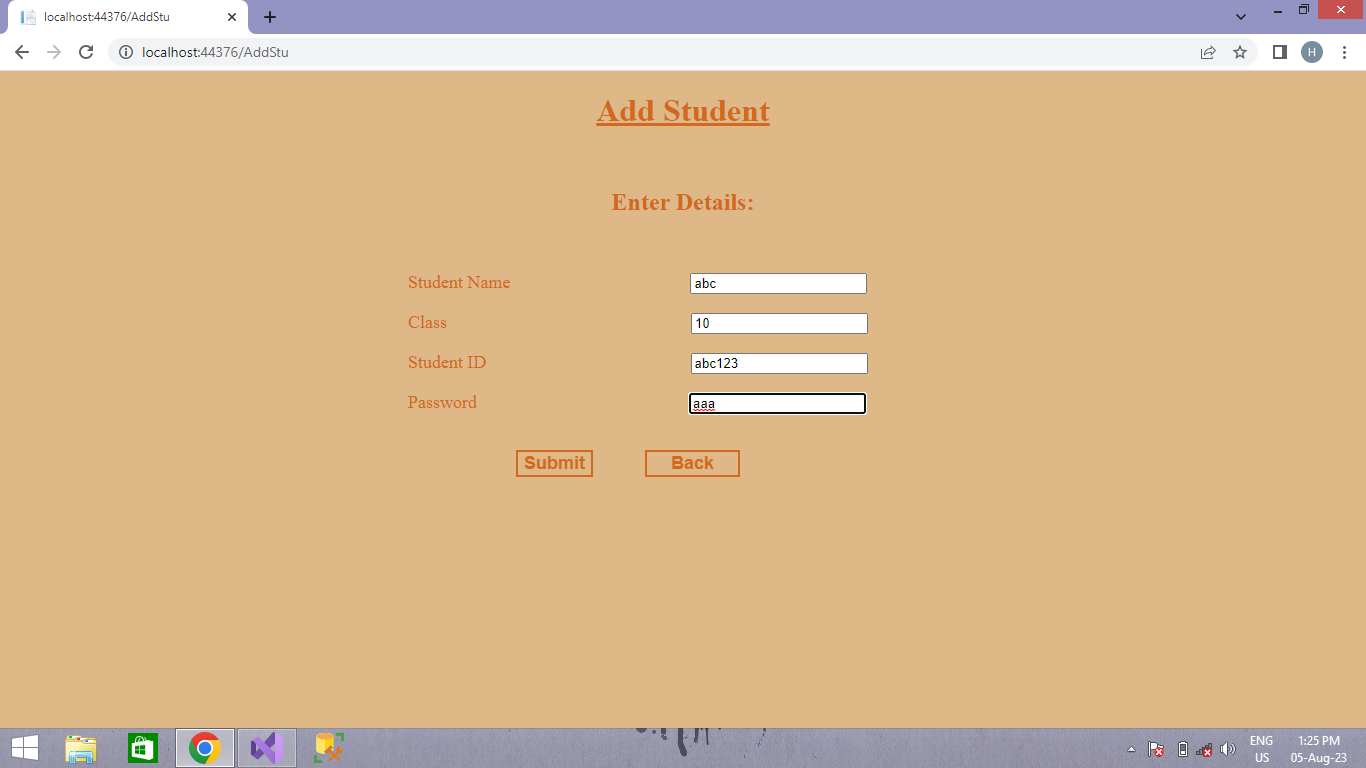 localhost:44376/AddStu
localhost:44376/AddStu
H
Add Student
Enter Details:
Student Name abc
Class 10
Student ID abc123
Password aaa
Submit Back
ENG 1:25 PM
US 05-Aug-23